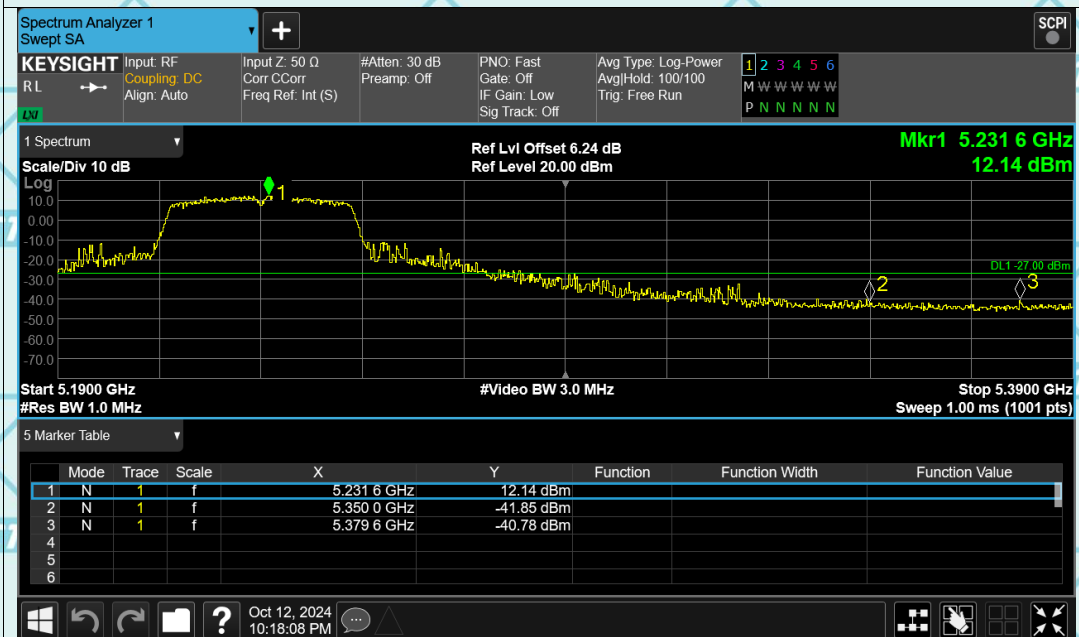 Spectrum Analyzer 1
Swept SA
+
SCPI
KEYSIGHT
R L
LXI
Input: RF
Coupling: DC
Align: Auto
Input Z: 50 Ω
Corr CCorr
Freq Ref: Int (S)
#Atten: 30 dB
Preamp: Off
PNO: Fast
Gate: Off
IF Gain: Low
Sig Track: Off
Avg Type: Log-Power
Avg|Hold: 100/100
Trig: Free Run
1 2 3 4 5 6
M W W W W W
P N N N N N
1 Spectrum
Scale/Div 10 dB
Ref Lvl Offset 6.24 dB
Ref Level 20.00 dBm
Mkr1 5.231 6 GHz
12.14 dBm
Log
10.0
0.00
-10.0
-20.0
-30.0
-40.0
-50.0
-60.0
-70.0
1
DL1 -27.00 dBm
2
3
Start 5.1900 GHz
#Video BW 3.0 MHz
Stop 5.3900 GHz
#Res BW 1.0 MHz
Sweep 1.00 ms (1001 pts)
5 Marker Table
Mode Trace Scale X Y Function Function Width Function Value
1 N 1 f 5.231 6 GHz 12.14 dBm
2 N 1 f 5.350 0 GHz -41.85 dBm
3 N 1 f 5.379 6 GHz -40.78 dBm
4
5
6
?
Oct 12, 2024
10:18:08 PM